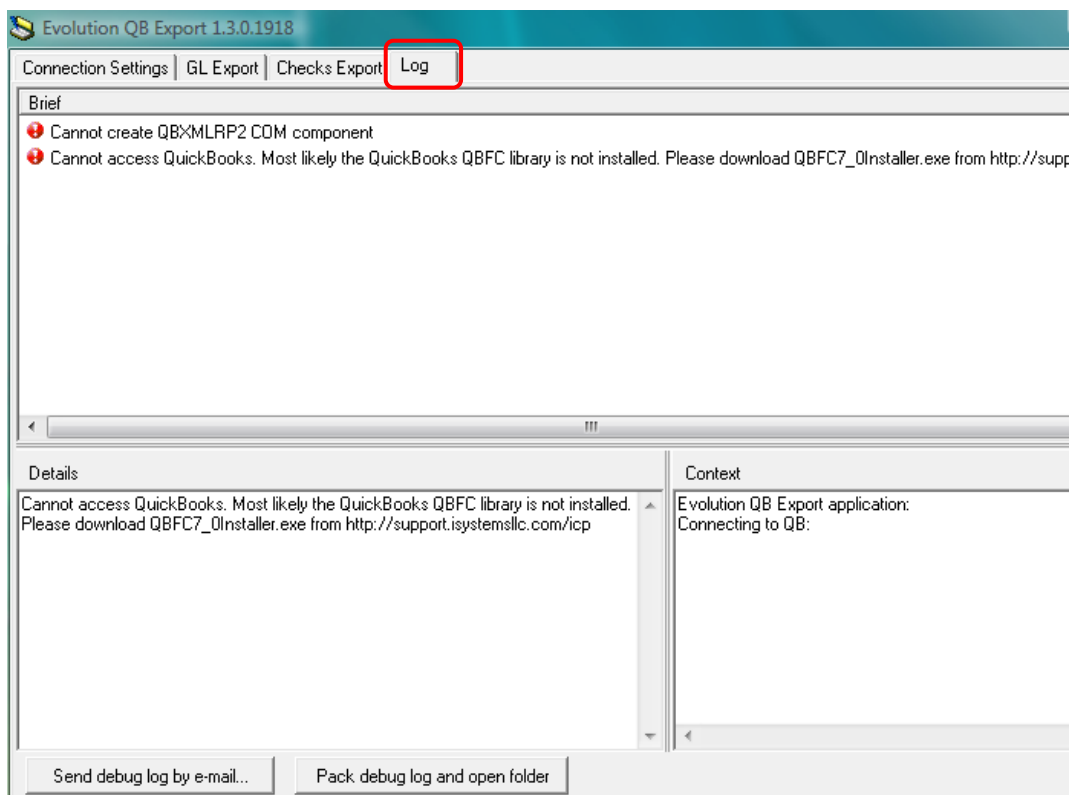 Evolution QB Export 1.3.0.1918
Connection Settings GL Export Checks Export Log
Brief
Cannot create QBXMLRP2 COM component
Cannot access QuickBooks. Most likely the QuickBooks QBFC library is not installed. Please download QBFC7_0Installer.exe from http://supp
Details
Cannot access QuickBooks. Most likely the QuickBooks QBFC library is not installed.
Please download QBFC7_0Installer.exe from http://support.isystemsllc.com/icp
Context
Evolution QB Export application:
Connecting to QB:
Send debug log by e-mail... Pack debug log and open folder